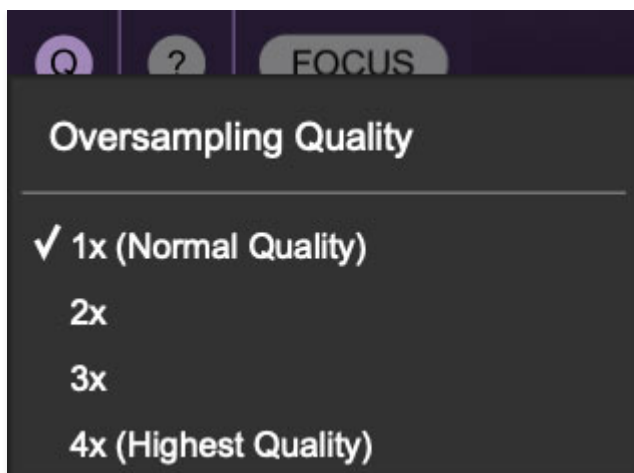 Q ? FOCUS
Oversampling Quality
✓ 1x (Normal Quality)
2x
3x
4x (Highest Quality)